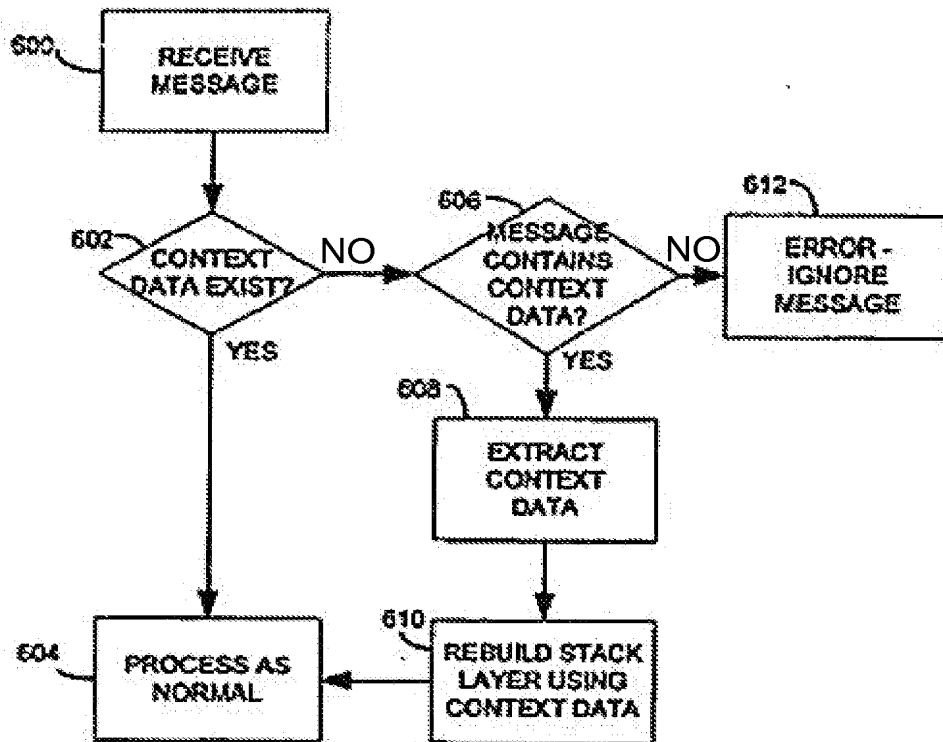 600
RECEIVE
MESSAGE
602
CONTEXT
DATA EXIST?
NO
YES
606
MESSAGE
CONTAINS
CONTEXT
DATA?
NO
YES
612
ERROR -
IGNORE
MESSAGE
608
EXTRACT
CONTEXT
DATA
604
PROCESS AS
NORMAL
610
REBUILD STACK
LAYER USING
CONTEXT DATA